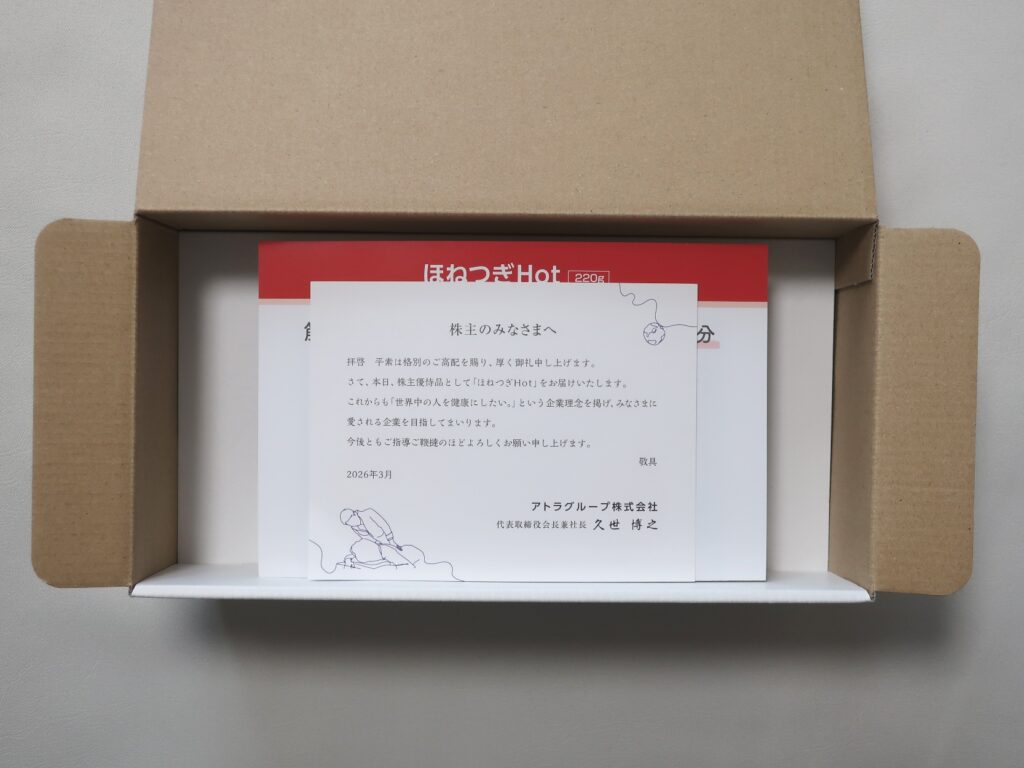 ほねつぎHot 220g
分
株主のみなさまへ
拝啓　平素は格別のご高配を賜り、厚く御礼申し上げます。
さて、本日、株主優待品として「ほねつぎHot」をお届けいたします。
これからも「世界中の人を健康にしたい。」という企業理念を掲げ、みなさまに
愛される企業を目指してまいります。
今後ともご指導ご鞭撻のほどよろしくお願い申し上げます。
敬具
2026年3月
アトラグループ株式会社
代表取締役会長兼社長 久世 博之